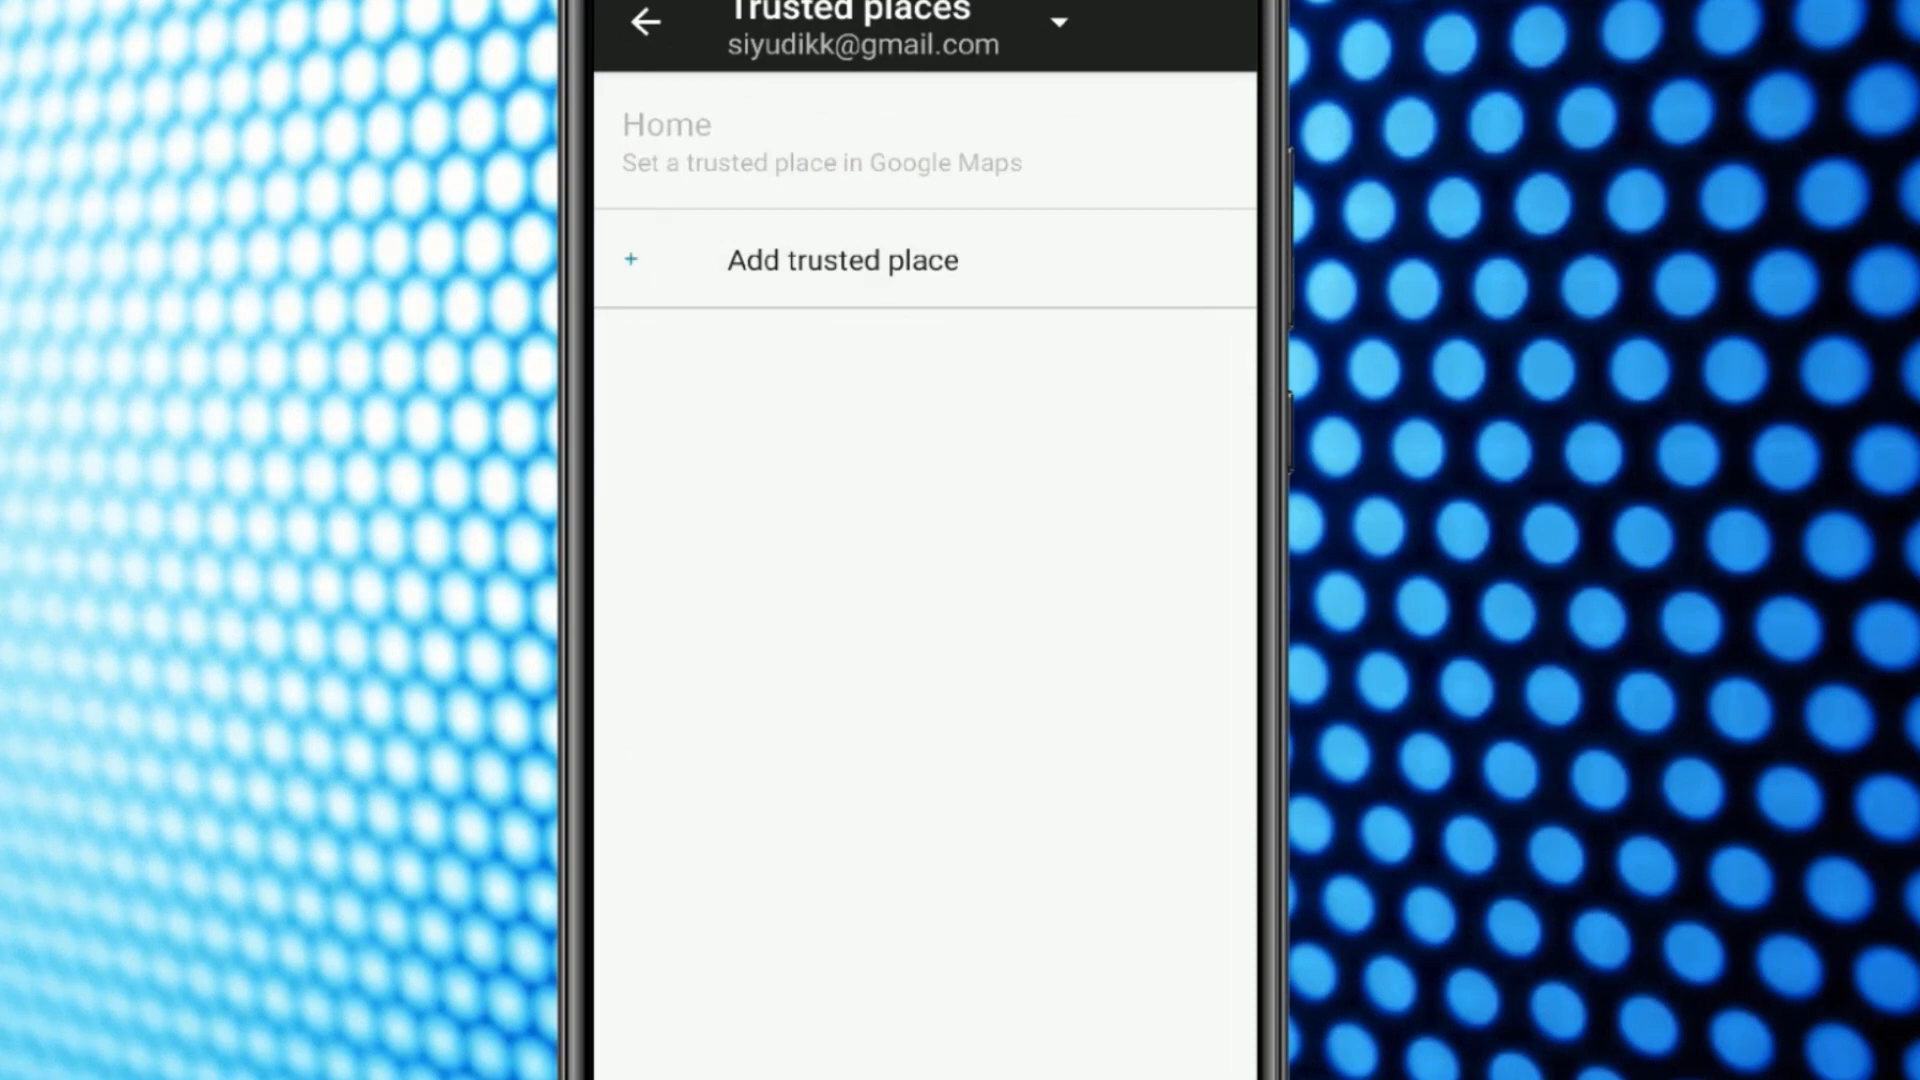 Trusted places
siyudikk@gmail.com
Home
Set a trusted place in Google Maps
+ Add trusted place